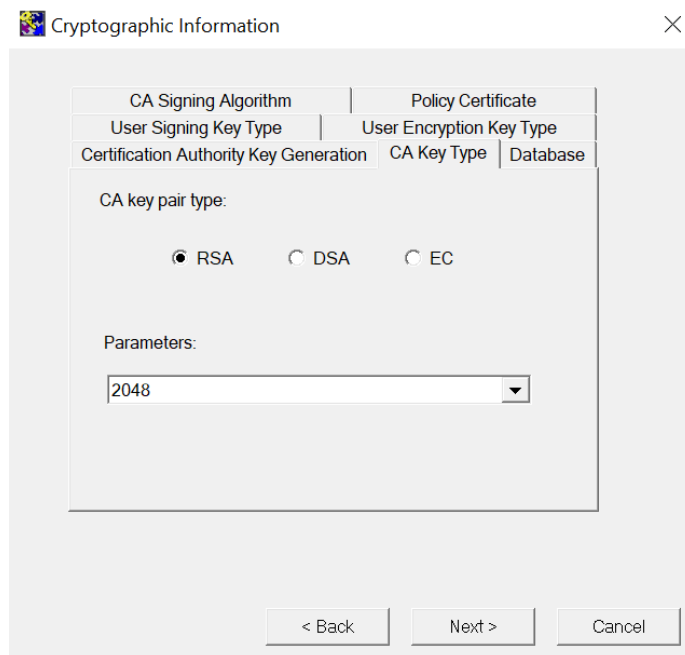 Cryptographic Information
CA Signing Algorithm Policy Certificate
User Signing Key Type User Encryption Key Type
Certification Authority Key Generation CA Key Type Database
CA key pair type:
RSA DSA EC
Parameters:
2048
< Back Next > Cancel